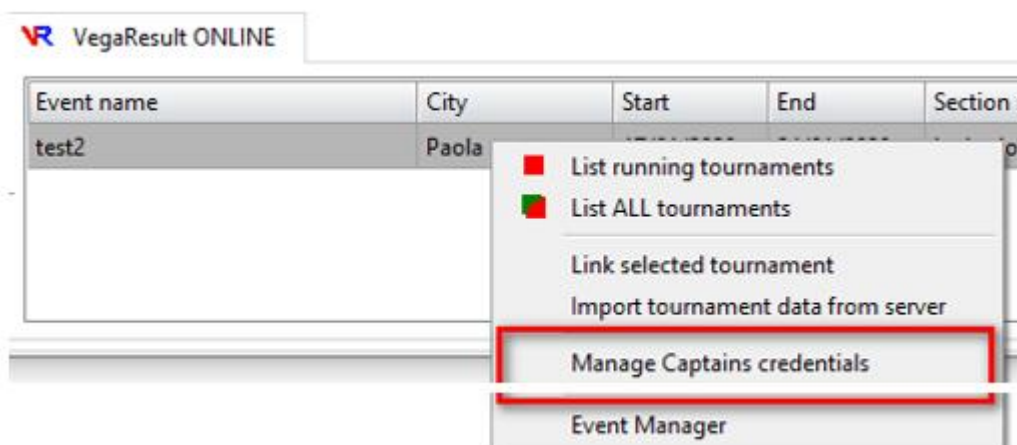 VR VegaResult ONLINE
Event name City Start End Section
test2 Paola
List running tournaments
List ALL tournaments
Link selected tournament
Import tournament data from server
Manage Captains credentials
Event Manager